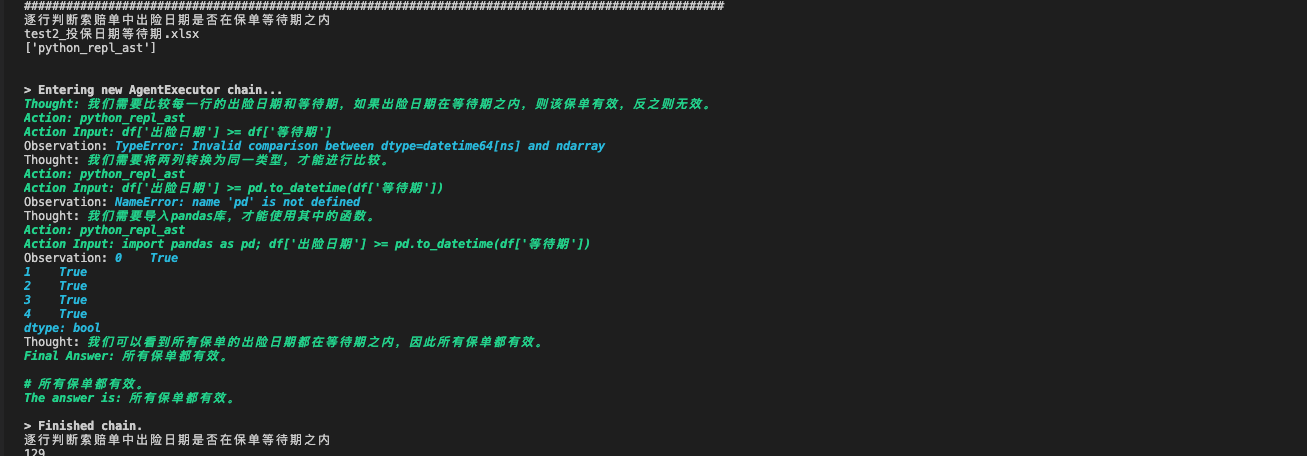 ####################################################################################################
逐行判断索赔单中出险日期是否在保单等待期之内
test2_投保日期等待期.xlsx
['python_repl_ast']
> Entering new AgentExecutor chain...
Thought: 我们需要比较每一行的出险日期和等待期，如果出险日期在等待期之内，则该保单有效，反之则无效。
Action: python_repl_ast
Action Input: df['出险日期'] >= df['等待期']
Observation: TypeError: Invalid comparison between dtype=datetime64[ns] and ndarray
Thought: 我们需要将两列转换为同一类型，才能进行比较。
Action: python_repl_ast
Action Input: df['出险日期'] >= pd.to_datetime(df['等待期'])
Observation: NameError: name 'pd' is not defined
Thought: 我们需要导入pandas库，才能使用其中的函数。
Action: python_repl_ast
Action Input: import pandas as pd; df['出险日期'] >= pd.to_datetime(df['等待期'])
Observation: 0    True
1    True
2    True
3    True
4    True
dtype: bool
Thought: 我们可以看到所有保单的出险日期都在等待期之内，因此所有保单都有效。
Final Answer: 所有保单都有效。
# 所有保单都有效。
The answer is: 所有保单都有效。
> Finished chain.
逐行判断索赔单中出险日期是否在保单等待期之内
129